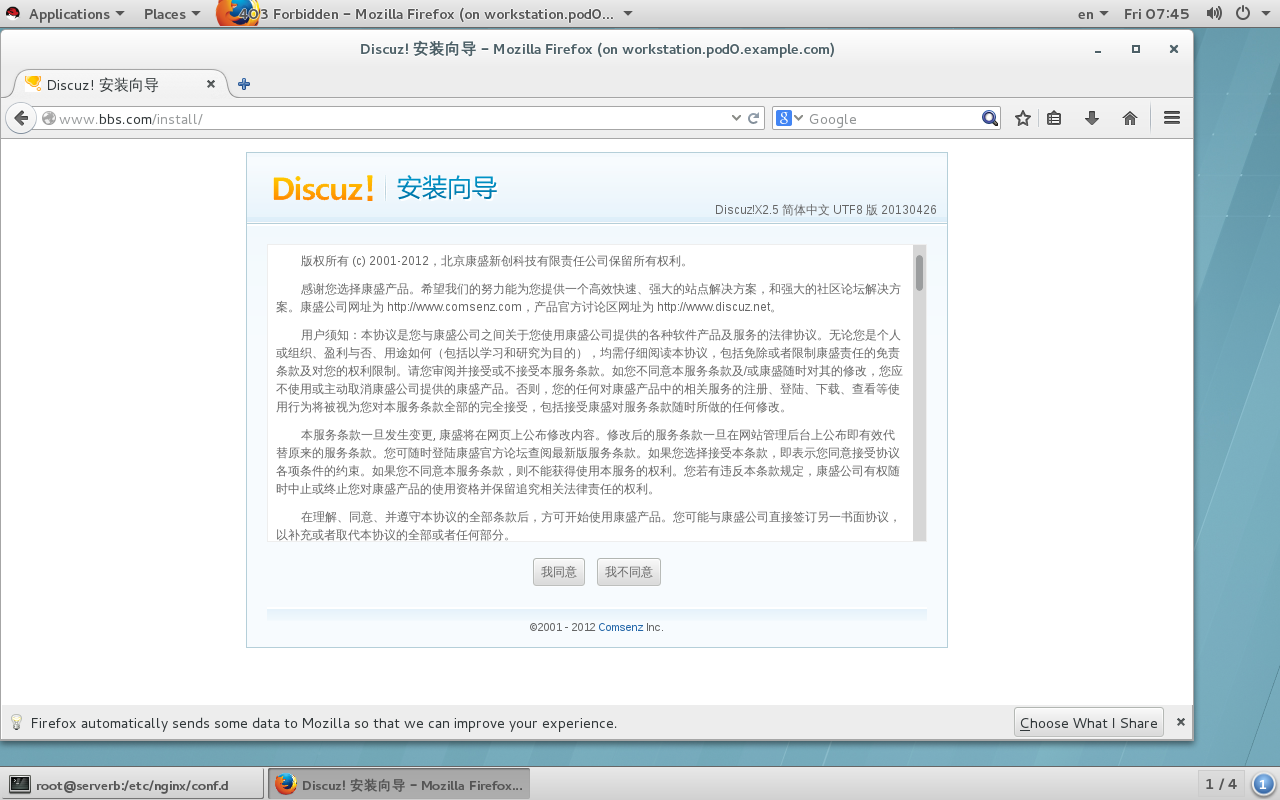 Applications Places 403 Forbidden - Mozilla Firefox (on workstation.pod0... en Fri 07:45
Discuz! 安装向导 - Mozilla Firefox (on workstation.pod0.example.com)
Discuz! 安装向导
www.bbs.com/install/ Google
Discuz! 安装向导
Discuz!X2.5 简体中文 UTF8 版 20130426
版权所有 (c) 2001-2012，北京康盛新创科技有限责任公司保留所有权利。
感谢您选择康盛产品。希望我们的努力能为您提供一个高效快速、强大的站点解决方案，和强大的社区论坛解决方
案。康盛公司网址为 http://www.comsenz.com，产品官方讨论区网址为 http://www.discuz.net。
用户须知：本协议是您与康盛公司之间关于您使用康盛公司提供的各种软件产品及服务的法律协议。无论您是个人
或组织、盈利与否、用途如何（包括以学习和研究为目的），均需仔细阅读本协议，包括免除或者限制康盛责任的免责
条款及对您的权利限制。请您审阅并接受或不接受本服务条款。如您不同意本服务条款及/或康盛随时对其的修改，您应
不使用或主动取消康盛公司提供的康盛产品。否则，您的任何对康盛产品中的相关服务的注册、登陆、下载、查看等使
用行为将被视为您对本服务条款全部的完全接受，包括接受康盛对服务条款随时所做的任何修改。
本服务条款一旦发生变更, 康盛将在网页上公布修改内容。修改后的服务条款一旦在网站管理后台上公布即有效代
替原来的服务条款。您可随时登陆康盛官方论坛查阅最新版服务条款。如果您选择接受本条款，即表示您同意接受协议
各项条件的约束。如果您不同意本服务条款，则不能获得使用本服务的权利。您若有违反本条款规定，康盛公司有权随
时中止或终止您对康盛产品的使用资格并保留追究相关法律责任的权利。
在理解、同意、并遵守本协议的全部条款后，方可开始使用康盛产品。您可能与康盛公司直接签订另一书面协议，
以补充或者取代本协议的全部或者任何部分。
我同意 我不同意
©2001 - 2012 Comsenz Inc.
Firefox automatically sends some data to Mozilla so that we can improve your experience. Choose What I Share
root@serverb:/etc/nginx/conf.d Discuz! 安装向导 - Mozilla Firefox... 1 / 4 1